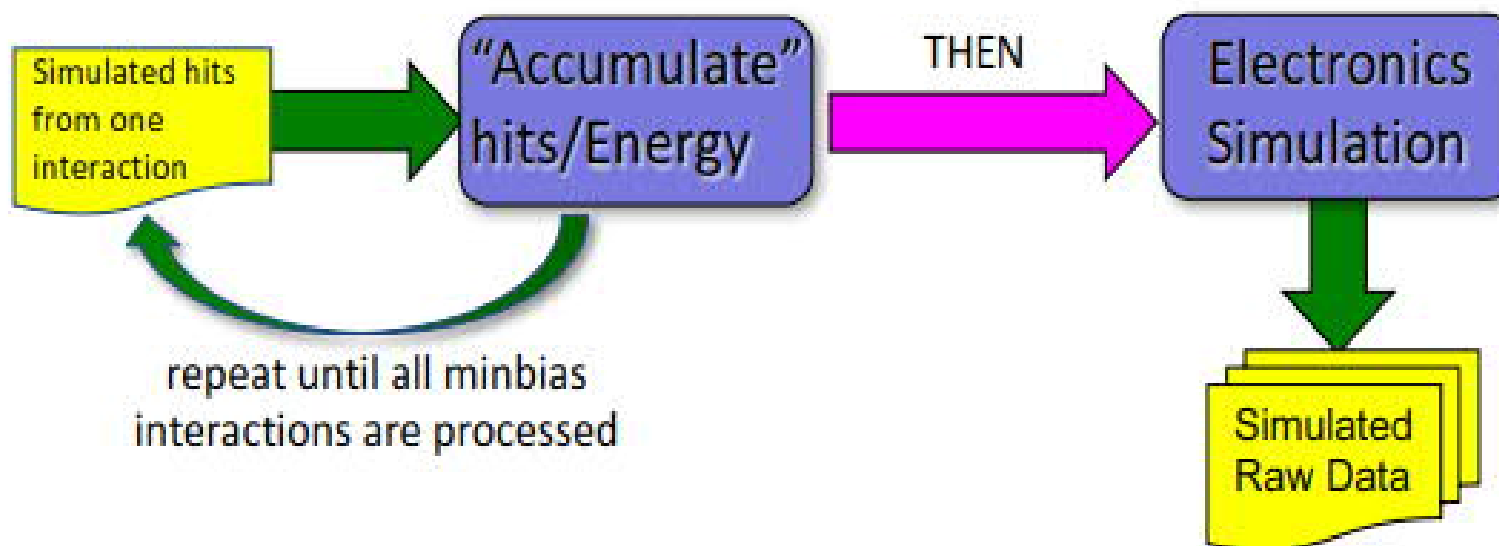 Simulated hits
from one
interaction
“Accumulate”
hits/Energy
THEN
Electronics
Simulation
repeat until all minbias
interactions are processed
Simulated
Raw Data